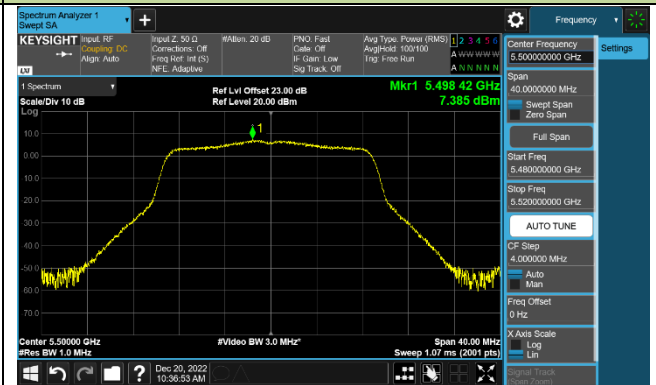 Spectrum Analyzer 1
Swept SA
+
Frequency
KEYSIGHT
Input: RF
Coupling: DC
Align: Auto
Input Z: 50 Ω
Corrections: Off
Freq Ref: Int (S)
NFE: Adaptive
#Atten: 20 dB
PNO: Fast
Gate: Off
IF Gain: Low
Sig Track: Off
Avg Type: Power (RMS)
Avg|Hold: 100/100
Trig: Free Run
1 2 3 4 5 6
A W W W W W
A N N N N N
LXI
1 Spectrum
Scale/Div 10 dB
Log
Ref Lvl Offset 23.00 dB
Ref Level 20.00 dBm
Mkr1 5.498 42 GHz
7.385 dBm
1
10.0
0.00
10.0
20.0
30.0
40.0
50.0
60.0
70.0
Center 5.50000 GHz
#Res BW 1.0 MHz
#Video BW 3.0 MHz*
Span 40.00 MHz
Sweep 1.07 ms (2001 pts)
Dec 20, 2022
10:36:53 AM
?
Settings
Center Frequency
5.500000000 GHz
Span
40.0000000 MHz
Swept Span
Zero Span
Full Span
Start Freq
5.480000000 GHz
Stop Freq
5.520000000 GHz
AUTO TUNE
CF Step
4.000000 MHz
Auto
Man
Freq Offset
0 Hz
X Axis Scale
Log
Lin
Signal Track
(Span Zoom)